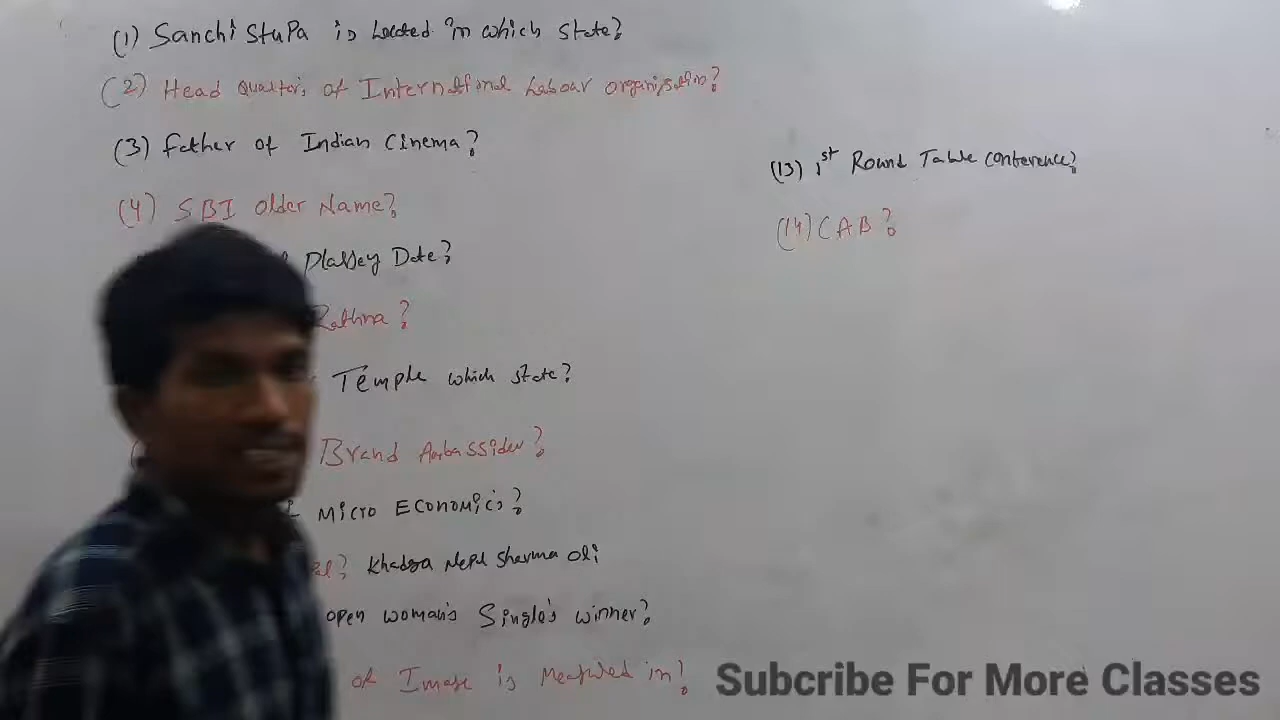 (1) Sanchi Stupa is Located in which state?
(2) Head Quaters of International Labour organisation?
(3) Father of Indian Cinema?
(4) SBI older Name?
Plassey Date?
Rathna?
Temple which state?
Brand Ambassider?
Micro Economics?
Khadga Sharma Oli
open woman's Single's winner?
of Image is Measured in?
(13) 1st Round Table Conference?
(14) CAB?
Subcribe For More Classes